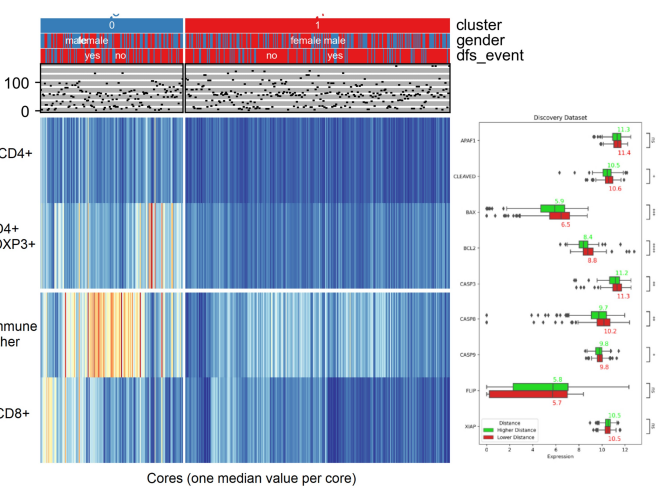 0 1 cluster
male female female male gender
yes no no yes dfs_event
100
0
CD4+
D4+
OXP3+
mmune
her
CD8+
Cores (one median value per core)
Discovery Dataset
APAF1 11.3
11.4
CLEAVED 10.5
10.6
BAX 5.9
6.5
BCL2 8.4
8.8
CASP3 11.2
11.3
CASP8 9.7
10.2
CASP9 9.8
9.8
FLIP 5.8
5.7
XIAP 10.5
10.5
Distance
Higher Distance
Lower Distance
0 2 4 6 8 10 12
Expression